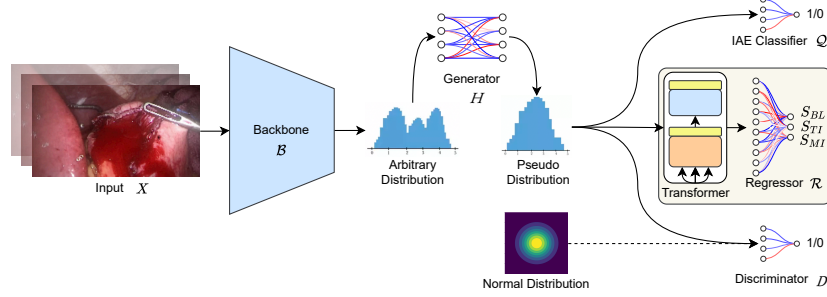 1/0
IAE Classifier Q
Generator
H
Backbone
B
Input X
Arbitrary
Distribution
Pseudo
Distribution
S_BL
S_TI
S_MI
Transformer
Regressor R
Normal Distribution
1/0
Discriminator D